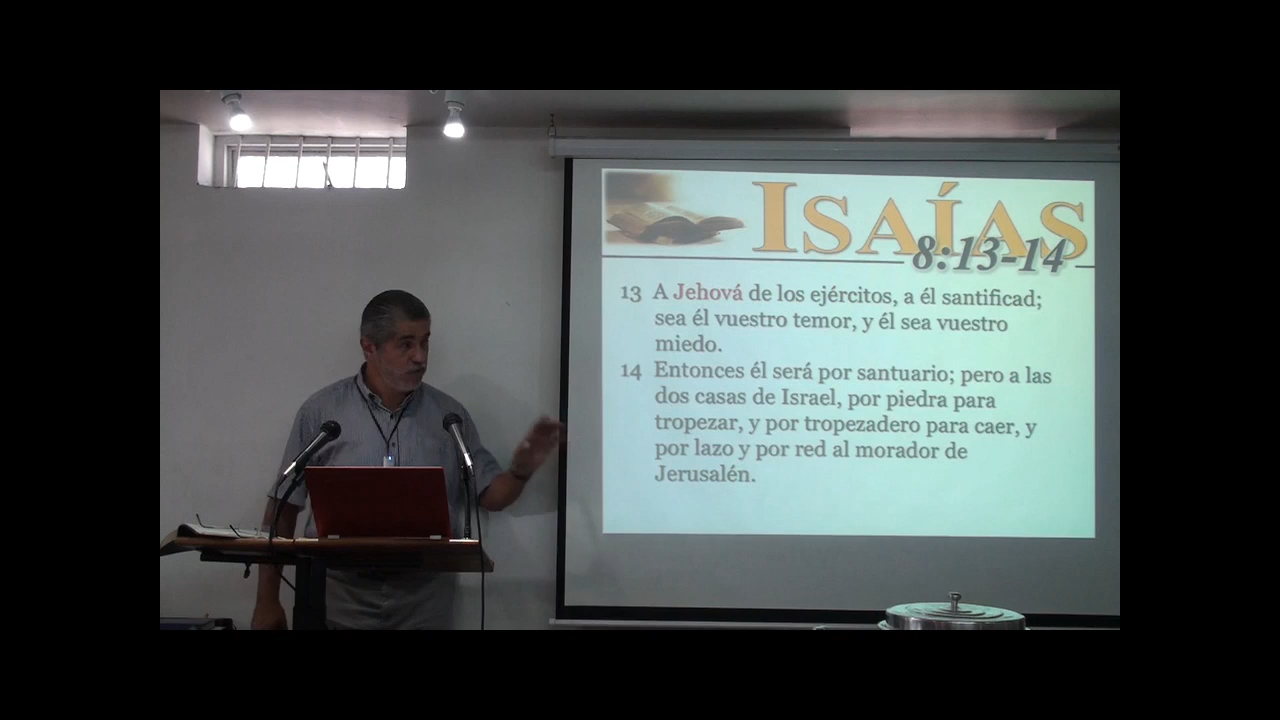 ISAÍAS
8:13-14
13 A Jehová de los ejércitos, a él santificad;
sea él vuestro temor, y él sea vuestro
miedo.
14 Entonces él será por santuario; pero a las
dos casas de Israel, por piedra para
tropezar, y por tropezadero para caer, y
por lazo y por red al morador de
Jerusalén.